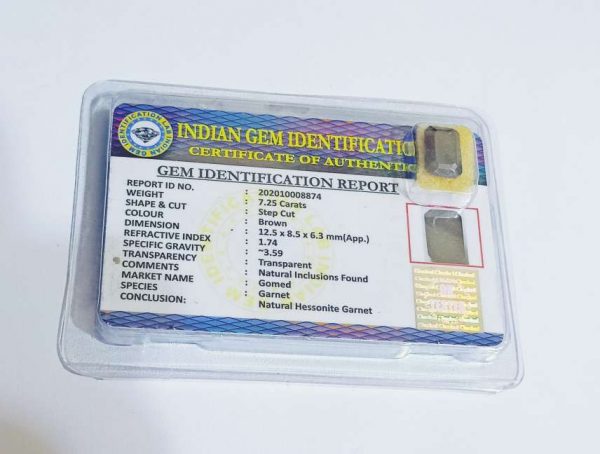 INDIAN GEM IDENTIFICATION
CERTIFICATE OF AUTHENTIC
GEM IDENTIFICATION REPORT
REPORT ID NO. : 202010008874
WEIGHT : 7.25 Carats
SHAPE & CUT : Step Cut
COLOUR : Brown
DIMENSION : 12.5 x 8.5 x 6.3 mm(App.)
REFRACTIVE INDEX : 1.74
SPECIFIC GRAVITY : ~3.59
TRANSPARENCY : Transparent
COMMENTS : Natural Inclusions Found
MARKET NAME : Gomed
SPECIES : Garnet
CONCLUSION: : Natural Hessonite Garnet